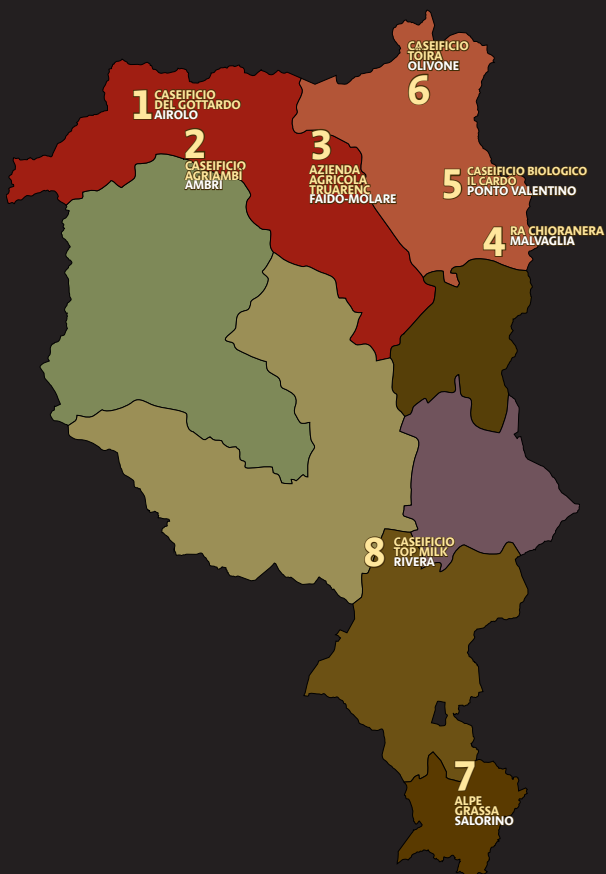 CASEIFICIO
TOIRA
OLIVONE
6
1
CASEIFICIO
DEL GOTTARDO
AIROLO
2
CASEIFICIO
AGRIAMBÌ
AMBRÌ
3
AZIENDA
AGRICOLA
TRUARENC
FAIDO-MOLARE
5
CASEIFICIO BIOLOGICO
IL CARDO
PONTO VALENTINO
4
RA CHIORANERA
MALVAGLIA
8
CASEIFICIO
TOP MILK
RIVERA
7
ALPE
GRASSA
SALORINO